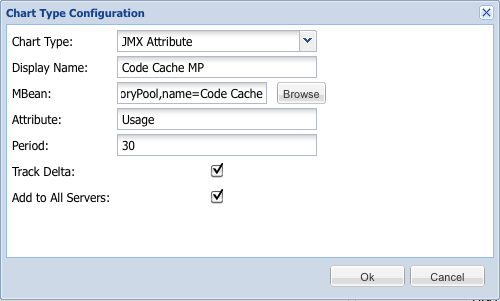 Chart Type Configuration
Chart Type: JMX Attribute
Display Name: Code Cache MP
MBean: oryPool,name=Code Cache Browse
Attribute: Usage
Period: 30
Track Delta:
Add to All Servers:
Ok Cancel